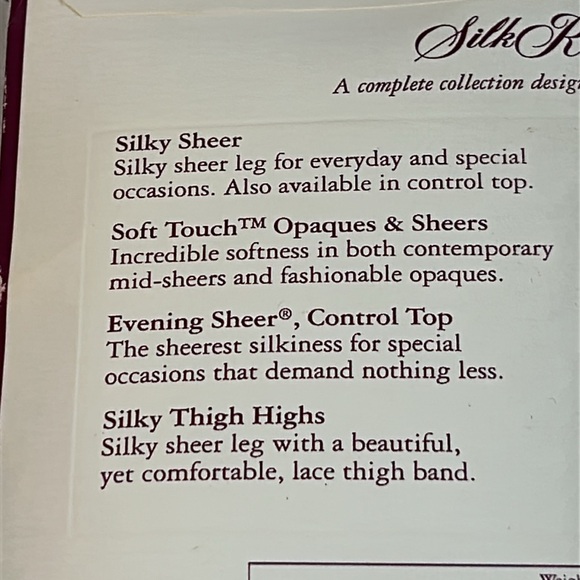 Silk
A complete collection
Silky Sheer
Silky sheer leg for everyday and special
occasions. Also available in control top.
Soft Touch™ Opaques & Sheers
Incredible softness in both contemporary
mid-sheers and fashionable opaques.
Evening Sheer®, Control Top
The sheerest silkiness for special
occasions that demand nothing less.
Silky Thigh Highs
Silky sheer leg with a beautiful,
yet comfortable, lace thigh band.